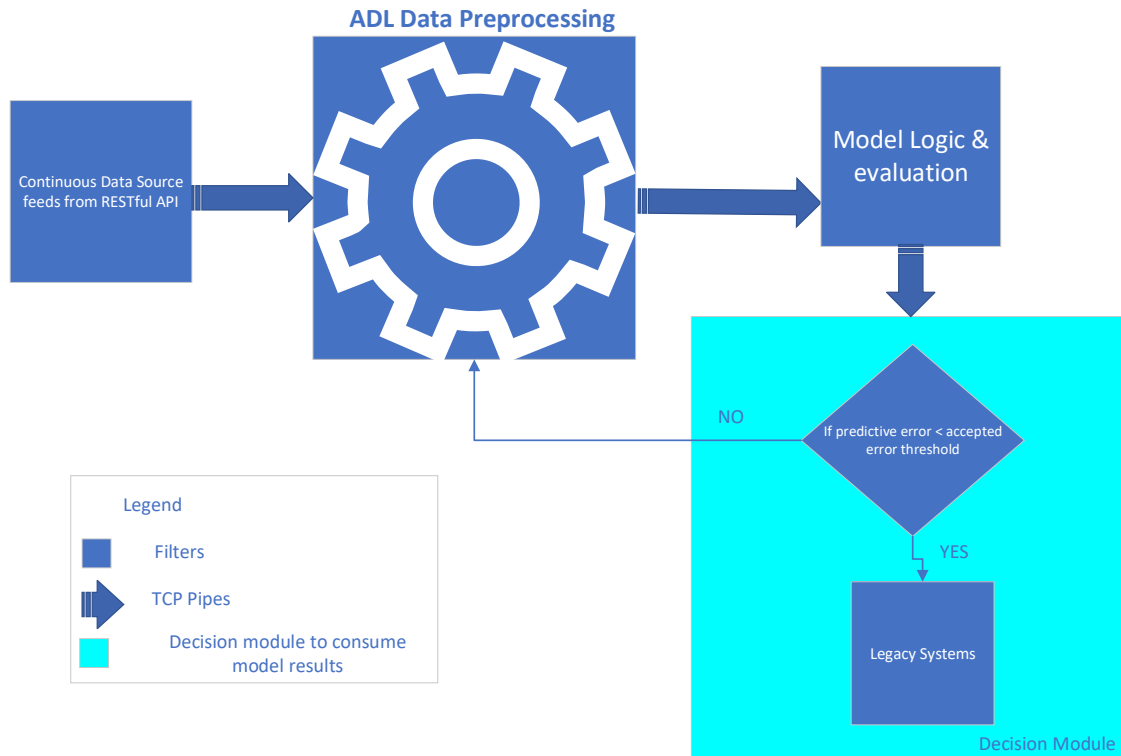 ADL Data Preprocessing
Continuous Data Source
feeds from RESTful API
Model Logic &
evaluation
NO
If predictive error < accepted
error threshold
YES
Legacy Systems
Decision Module
Legend
Filters
TCP Pipes
Decision module to consume
model results